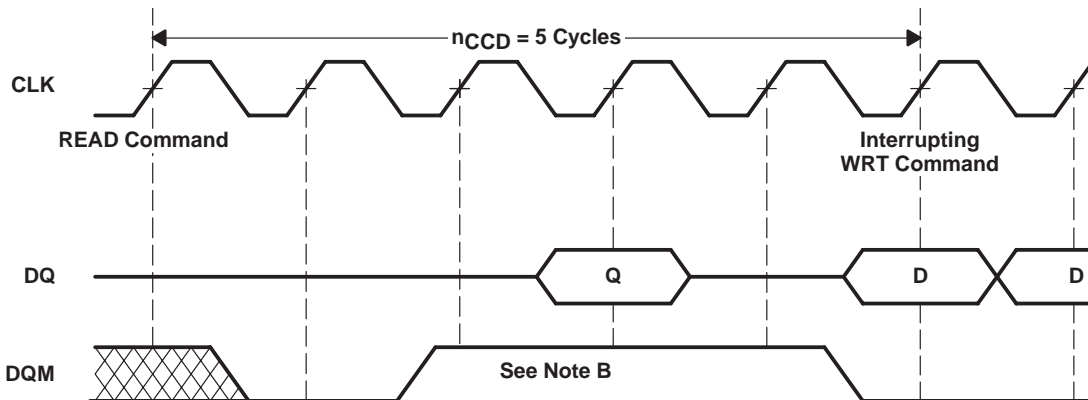 nCCD = 5 Cycles
CLK
READ Command
Interrupting
WRT Command
DQ
Q
D
D
DQM
See Note B